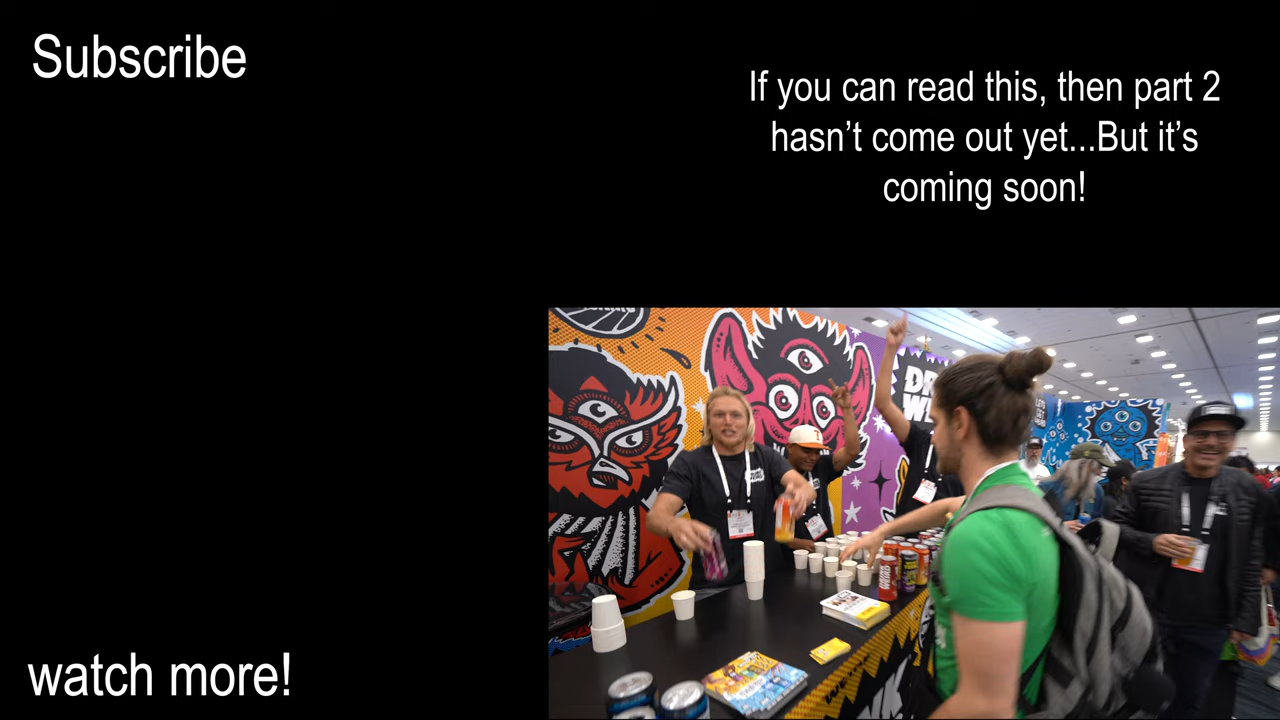 Subscribe
If you can read this, then part 2
hasn’t come out yet...But it’s
coming soon!
watch more!